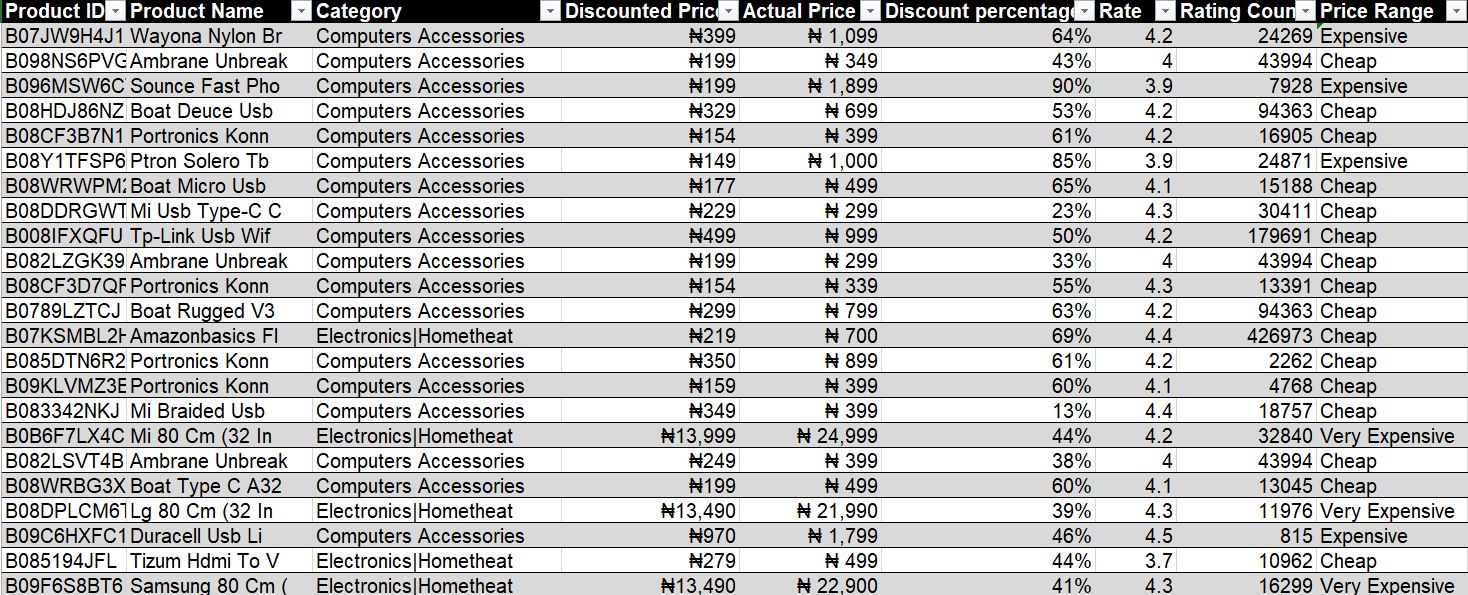 Product ID Product Name Category Discounted Pric Actual Price Discount percentage Rate Rating Coun Price Range
B07JW9H4J1 Wayona Nylon Br Computers Accessories ₦399 ₦ 1,099 64% 4.2 24269 Expensive
B098NS6PVG Ambrane Unbreak Computers Accessories ₦199 ₦ 349 43% 4 43994 Cheap
B096MSW6C Sounce Fast Pho Computers Accessories ₦199 ₦ 1,899 90% 3.9 7928 Expensive
B08HDJ86NZ Boat Deuce Usb Computers Accessories ₦329 ₦ 699 53% 4.2 94363 Cheap
B08CF3B7N1 Portronics Konn Computers Accessories ₦154 ₦ 399 61% 4.2 16905 Cheap
B08Y1TFSP6 Ptron Solero Tb Computers Accessories ₦149 ₦ 1,000 85% 3.9 24871 Expensive
B08WRWPM2 Boat Micro Usb Computers Accessories ₦177 ₦ 499 65% 4.1 15188 Cheap
B08DDRGWT Mi Usb Type-C C Computers Accessories ₦229 ₦ 299 23% 4.3 30411 Cheap
B008IFXQFU Tp-Link Usb Wif Computers Accessories ₦499 ₦ 999 50% 4.2 179691 Cheap
B082LZGK39 Ambrane Unbreak Computers Accessories ₦199 ₦ 299 33% 4 43994 Cheap
B08CF3D7QR Portronics Konn Computers Accessories ₦154 ₦ 339 55% 4.3 13391 Cheap
B0789LZTCJ Boat Rugged V3 Computers Accessories ₦299 ₦ 799 63% 4.2 94363 Cheap
B07KSMBL2H Amazonbasics Fl Electronics|Hometheat ₦219 ₦ 700 69% 4.4 426973 Cheap
B085DTN6R2 Portronics Konn Computers Accessories ₦350 ₦ 899 61% 4.2 2262 Cheap
B09KLVMZ3B Portronics Konn Computers Accessories ₦159 ₦ 399 60% 4.1 4768 Cheap
B083342NKJ Mi Braided Usb Computers Accessories ₦349 ₦ 399 13% 4.4 18757 Cheap
B0B6F7LX4C Mi 80 Cm (32 In Electronics|Hometheat ₦13,999 ₦ 24,999 44% 4.2 32840 Very Expensive
B082LSVT4B Ambrane Unbreak Computers Accessories ₦249 ₦ 399 38% 4 43994 Cheap
B08WRBG3X Boat Type C A32 Computers Accessories ₦199 ₦ 499 60% 4.1 13045 Cheap
B08DPLCM6T Lg 80 Cm (32 In Electronics|Hometheat ₦13,490 ₦ 21,990 39% 4.3 11976 Very Expensive
B09C6HXFC1 Duracell Usb Li Computers Accessories ₦970 ₦ 1,799 46% 4.5 815 Expensive
B085194JFL Tizum Hdmi To V Electronics|Hometheat ₦279 ₦ 499 44% 3.7 10962 Cheap
B09F6S8BT6 Samsung 80 Cm ( Electronics|Hometheat ₦13,490 ₦ 22,900 41% 4.3 16299 Very Expensive